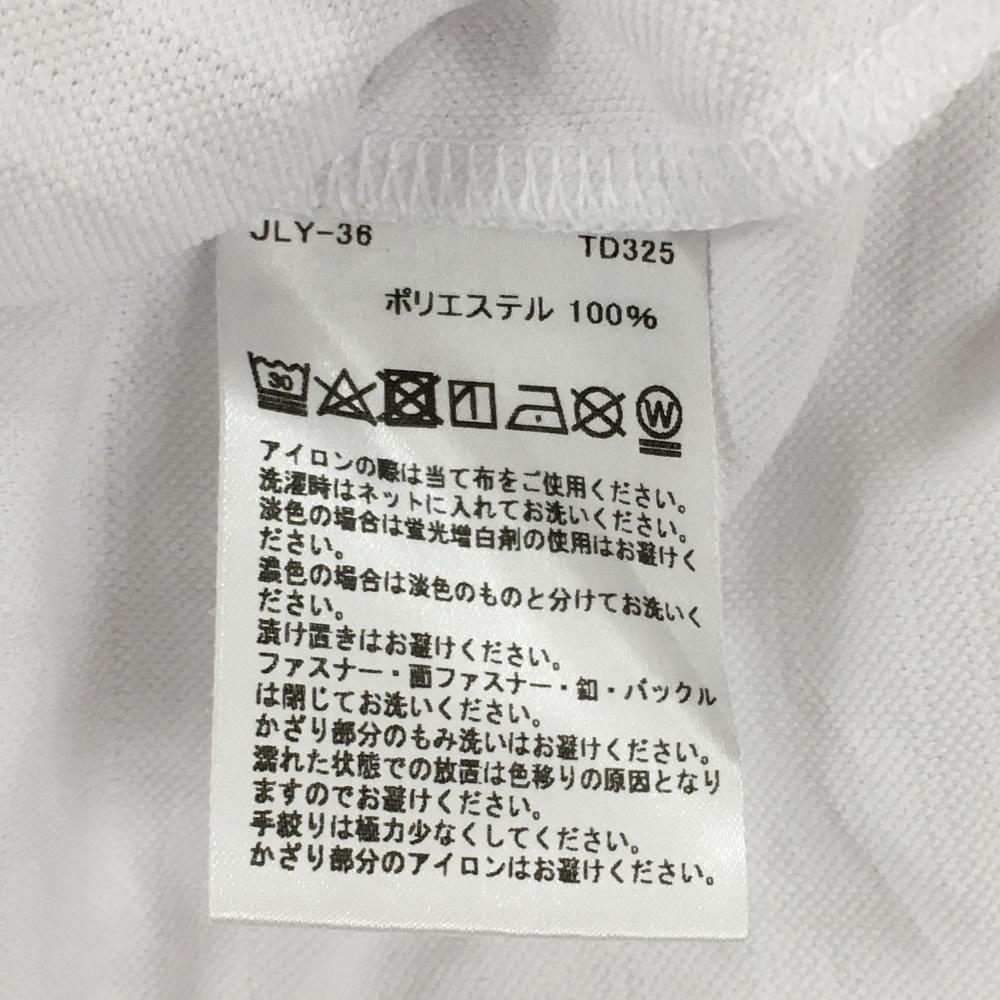 JLY-36 TD325
ポリエステル 100%
30 W
アイロンの際は当て布をご使用ください。
洗濯時はネットに入れてお洗いください。
淡色の場合は蛍光増白剤の使用はお避けく
ださい。
濃色の場合は淡色のものと分けてお洗いく
ださい。
漬け置きはお避けください。
ファスナー・面ファスナー・釦・バックル
は閉じてお洗いください。
かざり部分のもみ洗いはお避けください。
濡れた状態での放置は色移りの原因となり
ますのでお避けください。
手絞りは極力少なくしてください。
かざり部分のアイロンはお避けください。